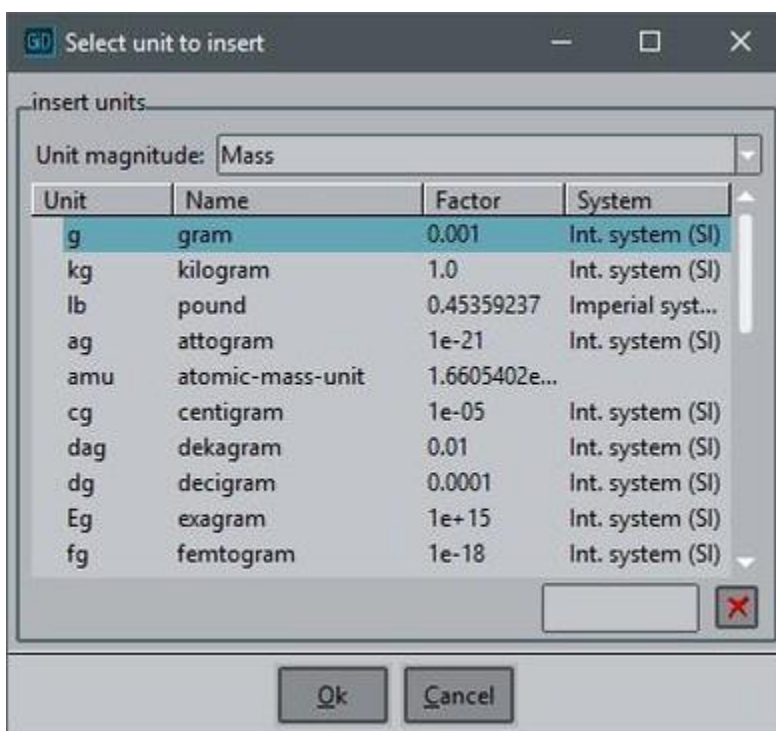 GiD Select unit to insert
insert units
Unit magnitude: Mass
Unit Name Factor System
g gram 0.001 Int. system (SI)
kg kilogram 1.0 Int. system (SI)
lb pound 0.45359237 Imperial syst...
ag attogram 1e-21 Int. system (SI)
amu atomic-mass-unit 1.6605402e...
cg centigram 1e-05 Int. system (SI)
dag dekagram 0.01 Int. system (SI)
dg decigram 0.0001 Int. system (SI)
Eg exagram 1e+15 Int. system (SI)
fg femtogram 1e-18 Int. system (SI)
Ok Cancel